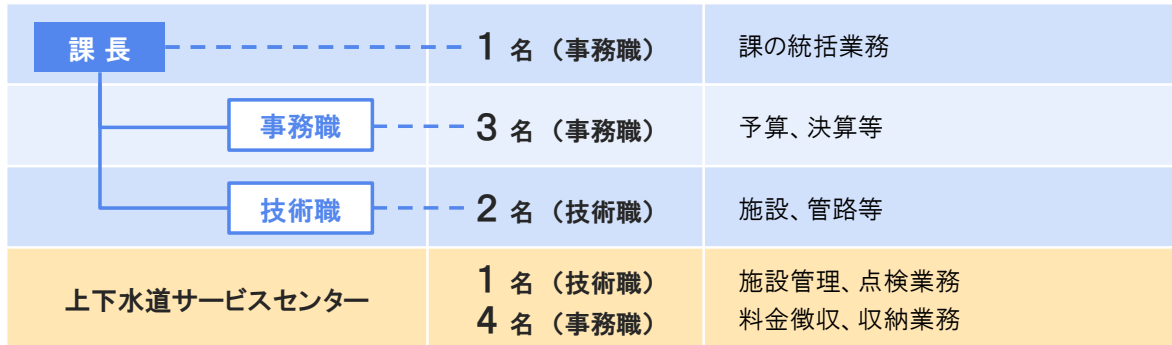 課 長
1 名 （事務職）
課の統括業務
事務職
3 名 （事務職）
予算、決算等
技術職
2 名 （技術職）
施設、管路等
上下水道サービスセンター
1 名 （技術職）
4 名 （事務職）
施設管理、点検業務
料金徴収、収納業務